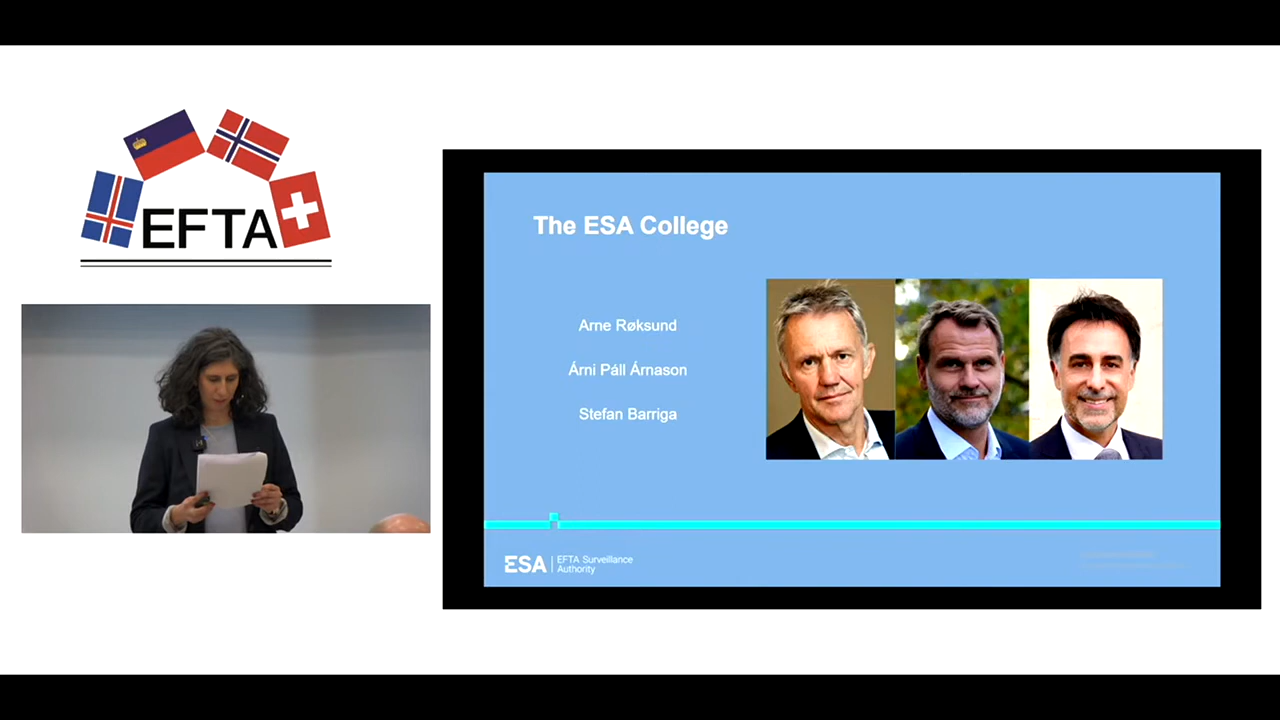 EFTA
The ESA College
Arne Røksund
Árni Páll Árnason
Stefan Barriga
ESA | EFTA Surveillance
Authority